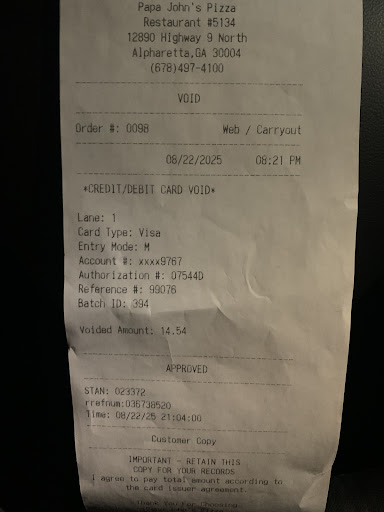 Papa John's Pizza
Restaurant #5134
12890 Highway 9 North
Alpharetta,GA 30004
(678)497-4100
VOID
Order #: 0098 Web / Carryout
08/22/2025 08:21 PM
*CREDIT/DEBIT CARD VOID*
Lane: 1
Card Type: Visa
Entry Mode: M
Account #: xxxx9767
Authorization #: 07544D
Reference #: 99076
Batch ID: 394
Voided Amount: 14.54
APPROVED
STAN: 023372
rrefnum:036738520
Time: 08/22/25 21:04:00
Customer Copy
IMPORTANT - RETAIN THIS
COPY FOR YOUR RECORDS
I agree to pay total amount according to
the card issuer agreement.